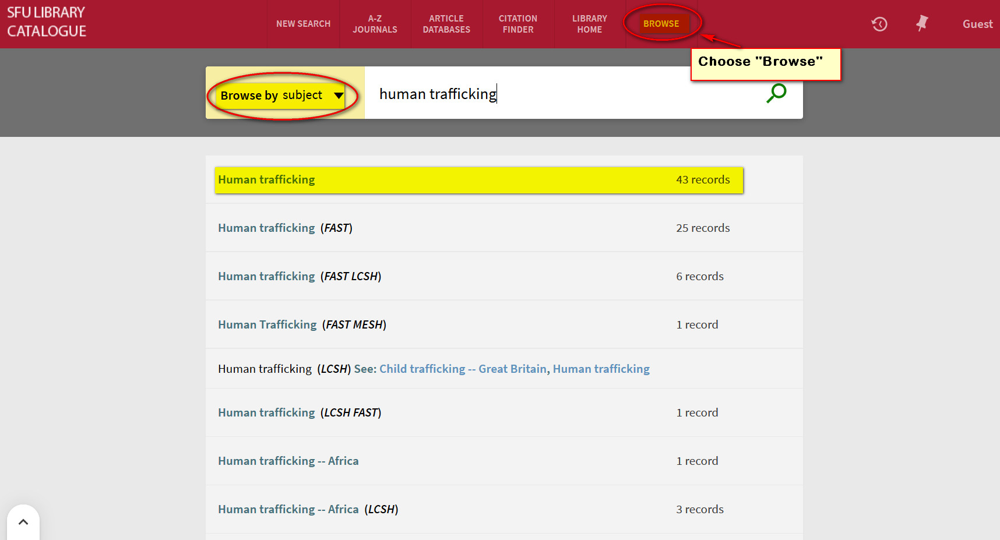 SFU LIBRARY
CATALOGUE
NEW SEARCH
A-Z
JOURNALS
ARTICLE
DATABASES
CITATION
FINDER
LIBRARY
HOME
BROWSE
Guest
Choose "Browse"
Browse by subject
human trafficking
Human trafficking 43 records
Human trafficking (FAST) 25 records
Human trafficking (FAST LCSH) 6 records
Human Trafficking (FAST MESH) 1 record
Human trafficking (LCSH) See: Child trafficking -- Great Britain, Human trafficking
Human trafficking (LCSH FAST) 1 record
Human trafficking -- Africa 1 record
Human trafficking -- Africa (LCSH) 3 records